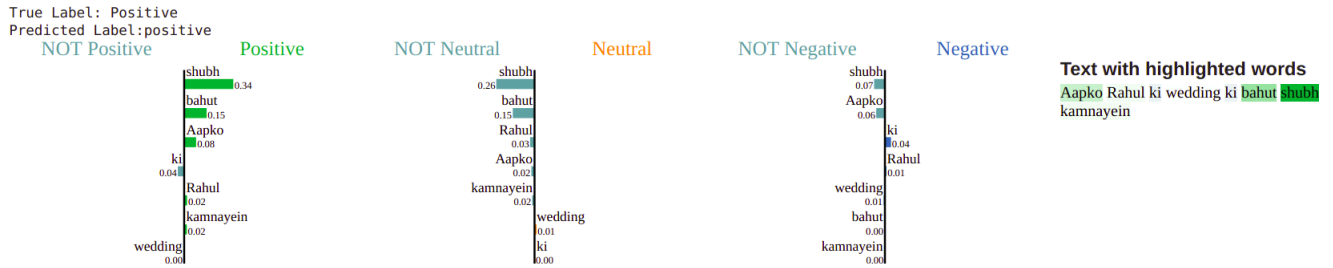 True Label: Positive
Predicted Label:positive
NOT Positive Positive
shubh
0.34
bahut
0.15
Aapko
0.08
ki
0.04
Rahul
0.02
kamnayein
0.02
wedding
0.00
NOT Neutral Neutral
shubh
0.26
bahut
0.15
Rahul
0.03
Aapko
0.02
kamnayein
0.02
wedding
0.01
ki
0.00
NOT Negative Negative
shubh
0.07
Aapko
0.06
ki
0.04
Rahul
0.01
wedding
0.01
bahut
0.00
kamnayein
0.00
Text with highlighted words
Aapko Rahul ki wedding ki bahut shubh
kamnayein